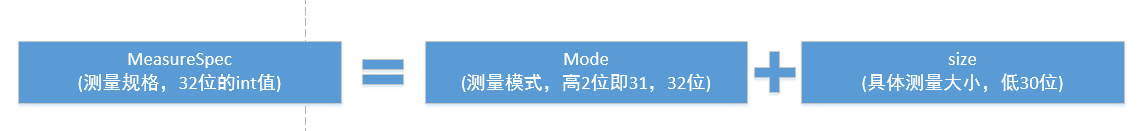 MeasureSpec
(测量规格，32位的int值)
=
Mode
(测量模式，高2位即31，32位)
+
size
(具体测量大小，低30位)